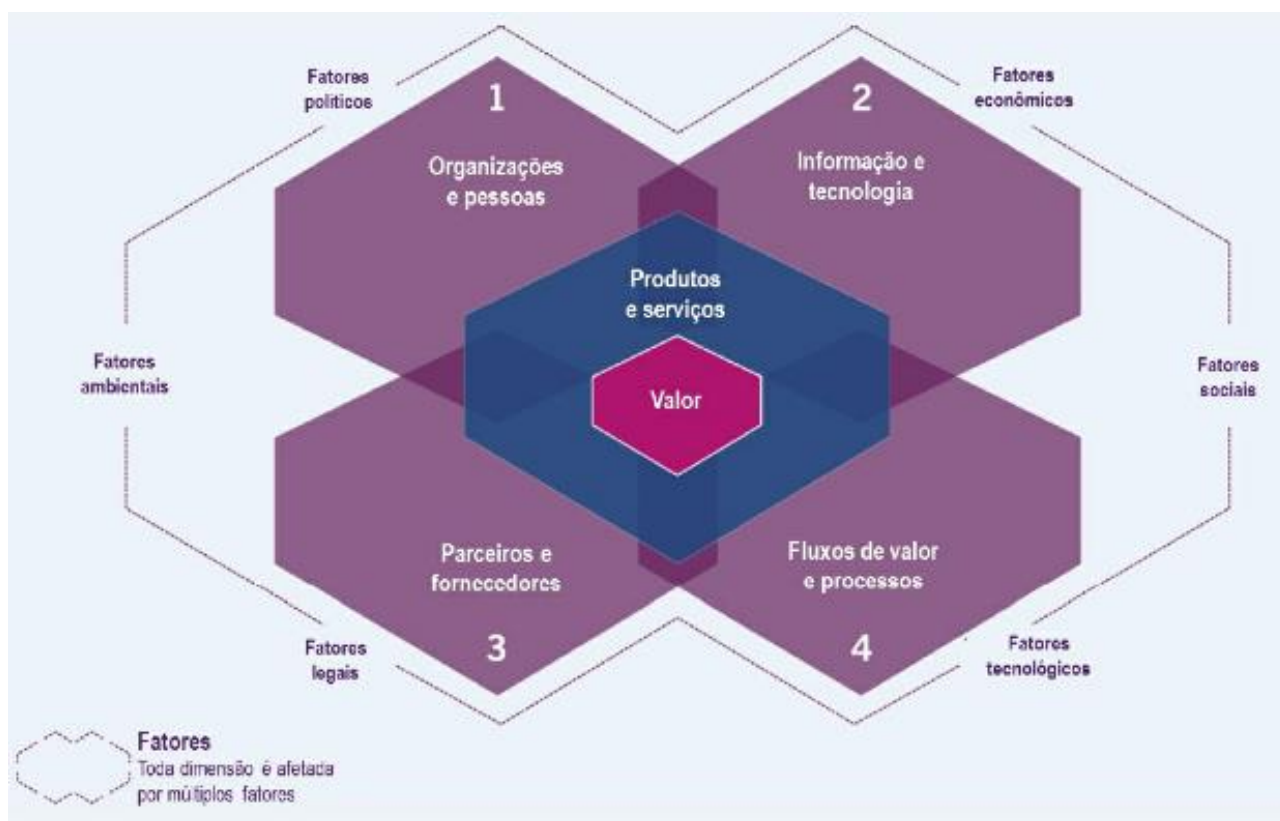 Fatores
políticos
1
Organizações
e pessoas
2
Informação e
tecnologia
Fatores
econômicos
Produtos
e serviços
Valor
Fatores
ambientais
Fatores
sociais
Parceiros e
fornecedores
3
Fluxos de valor
e processos
4
Fatores
legais
Fatores
tecnológicos
Fatores
Toda dimensão é afetada
por múltiplos fatores